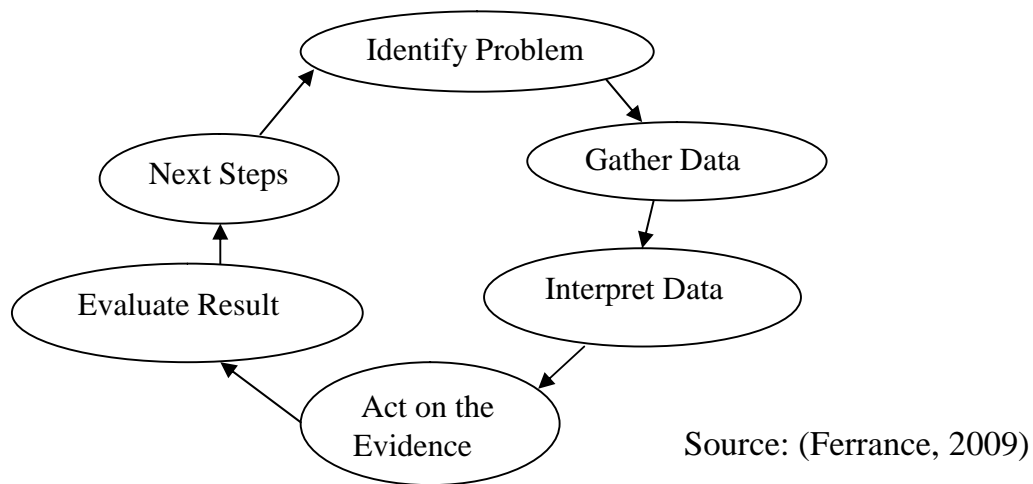 Identify Problem
Gather Data
Interpret Data
Act on the
Evidence
Evaluate Result
Next Steps
Source: (Ferrance, 2009)